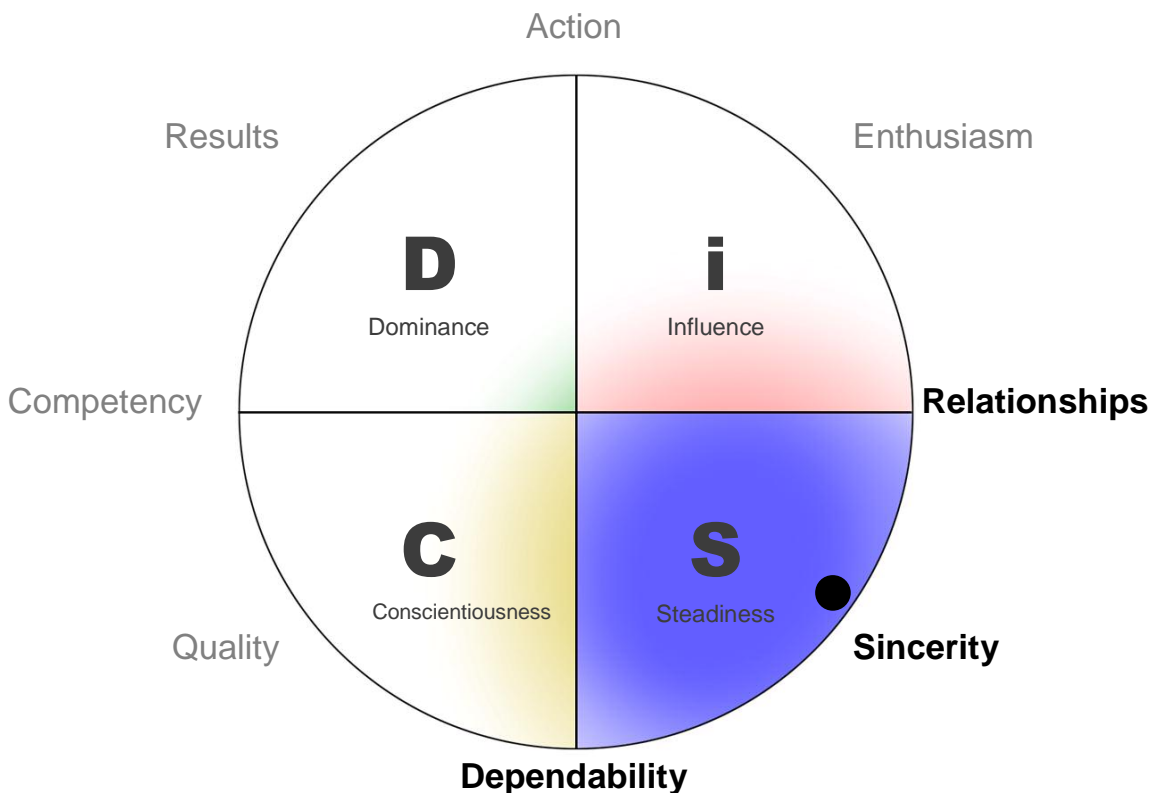 Action
Results
Enthusiasm
D
i
Dominance
Influence
Competency
Relationships
C
S
Conscientiousness
Steadiness
Quality
Sincerity
Dependability